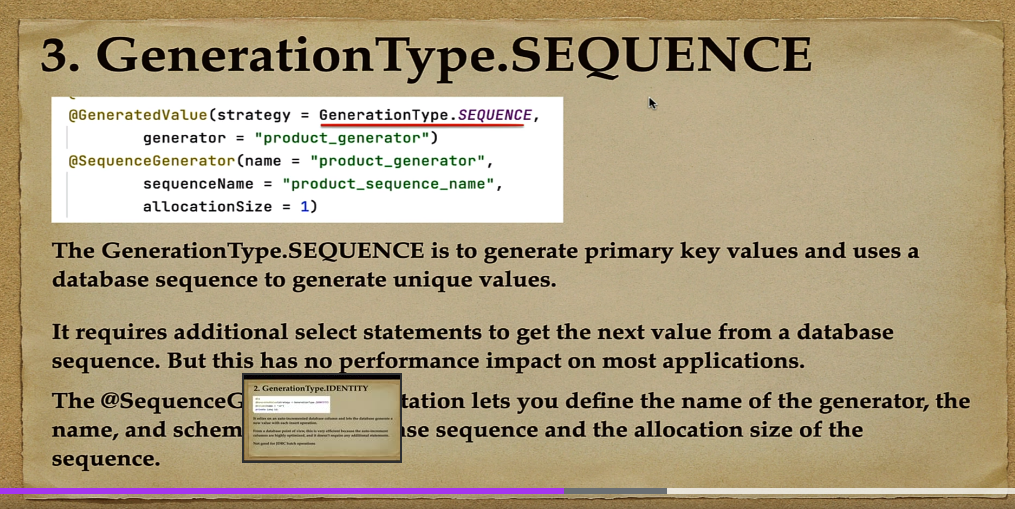 3. GenerationType.SEQUENCE
@GeneratedValue(strategy = GenerationType.SEQUENCE,
generator = "product_generator")
@SequenceGenerator(name = "product_generator",
sequenceName = "product_sequence_name",
allocationSize = 1)
The GenerationType.SEQUENCE is to generate primary key values and uses a
database sequence to generate unique values.
It requires additional select statements to get the next value from a database
sequence. But this has no performance impact on most applications.
The @SequenceG tation lets you define the name of the generator, the
name, and schem se sequence and the allocation size of the
sequence.
2. GenerationType.IDENTITY